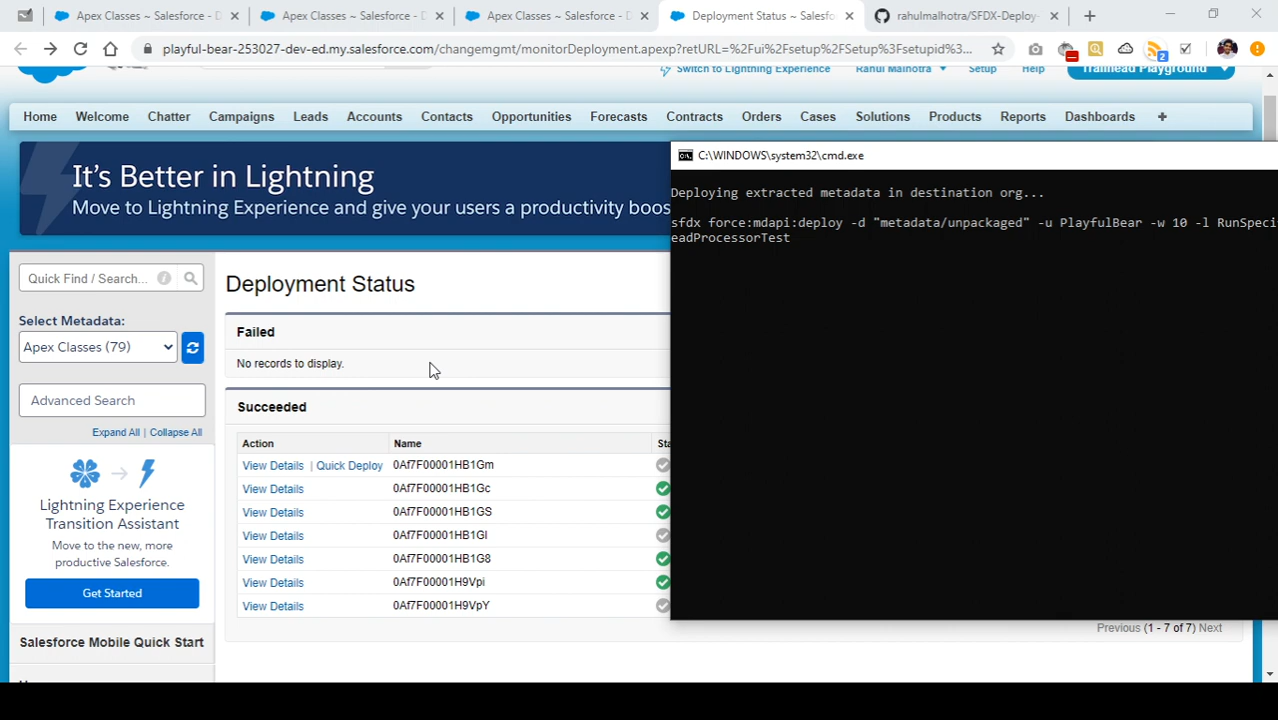 Apex Classes ~ Salesforce - D
Apex Classes ~ Salesforce - D
Apex Classes ~ Salesforce - D
Deployment Status ~ Salesfo
rahulmalhotra/SFDX-Deploy-
playful-bear-253027-dev-ed.my.salesforce.com/changemgmt/monitorDeployment.apexp?retURL=%2Fui%2Fsetup%2FSetup%3Fsetupid%3...
2
Switch to Lightning Experience
Rahul Malhotra
Setup
Help
Trailhead Playground
Home
Welcome
Chatter
Campaigns
Leads
Accounts
Contacts
Opportunities
Forecasts
Contracts
Orders
Cases
Solutions
Products
Reports
Dashboards
It's Better in Lightning
Move to Lightning Experience and give your users a productivity boos
C:\WINDOWS\system32\cmd.exe
Deploying extracted metadata in destination org...
sfdx force:mdapi:deploy -d "metadata/unpackaged" -u PlayfulBear -w 10 -l RunSpeci
eadProcessorTest
Quick Find / Search...
Select Metadata:
Apex Classes (79)
Advanced Search
Expand All | Collapse All
Lightning Experience
Transition Assistant
Move to the new, more
productive Salesforce.
Get Started
Salesforce Mobile Quick Start
Deployment Status
Failed
No records to display.
Succeeded
Action Name Sta
View Details | Quick Deploy 0Af7F00001HB1Gm
View Details 0Af7F00001HB1Gc
View Details 0Af7F00001HB1GS
View Details 0Af7F00001HB1GI
View Details 0Af7F00001HB1G8
View Details 0Af7F00001H9Vpi
View Details 0Af7F00001H9VpY
Previous (1 - 7 of 7) Next